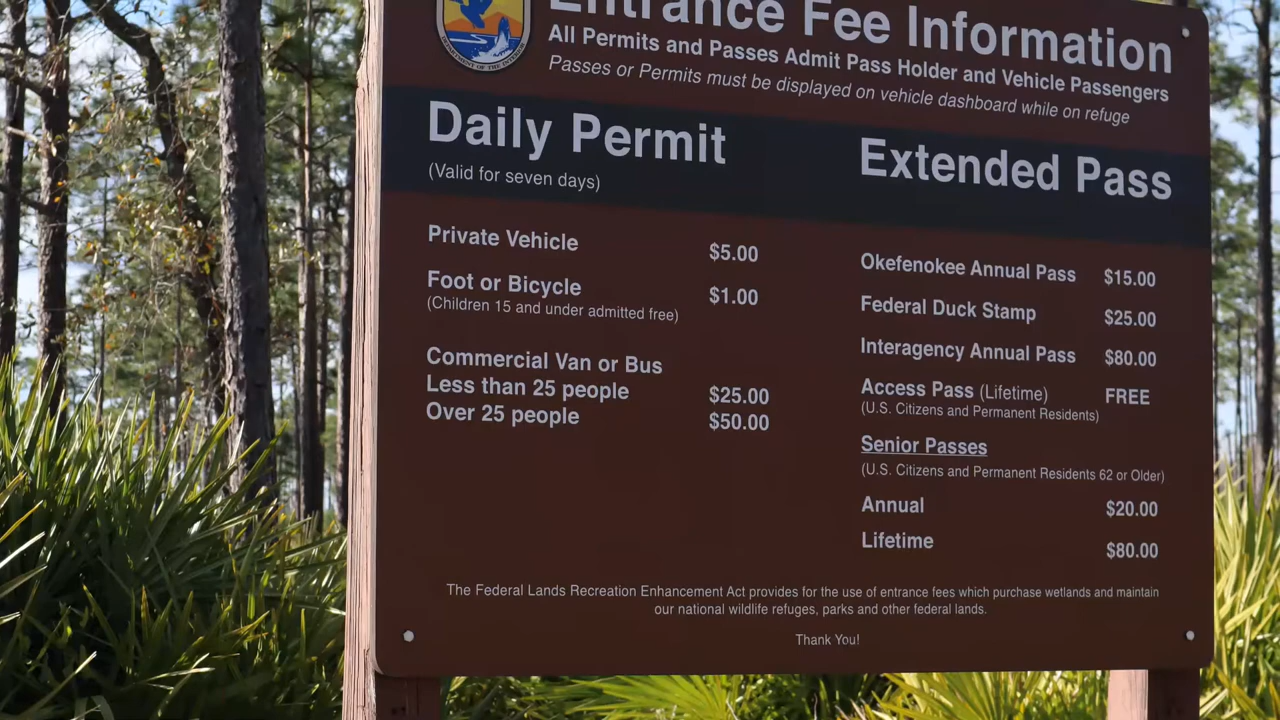 Entrance Fee Information
All Permits and Passes Admit Pass Holder and Vehicle Passengers
Passes or Permits must be displayed on vehicle dashboard while on refuge
Daily Permit
(Valid for seven days)
Private Vehicle $5.00
Foot or Bicycle $1.00
(Children 15 and under admitted free)
Commercial Van or Bus
Less than 25 people $25.00
Over 25 people $50.00
Extended Pass
Okefenokee Annual Pass $15.00
Federal Duck Stamp $25.00
Interagency Annual Pass $80.00
Access Pass (Lifetime) FREE
(U.S. Citizens and Permanent Residents)
Senior Passes
(U.S. Citizens and Permanent Residents 62 or Older)
Annual $20.00
Lifetime $80.00
The Federal Lands Recreation Enhancement Act provides for the use of entrance fees which purchase wetlands and maintain
our national wildlife refuges, parks and other federal lands.
Thank You!